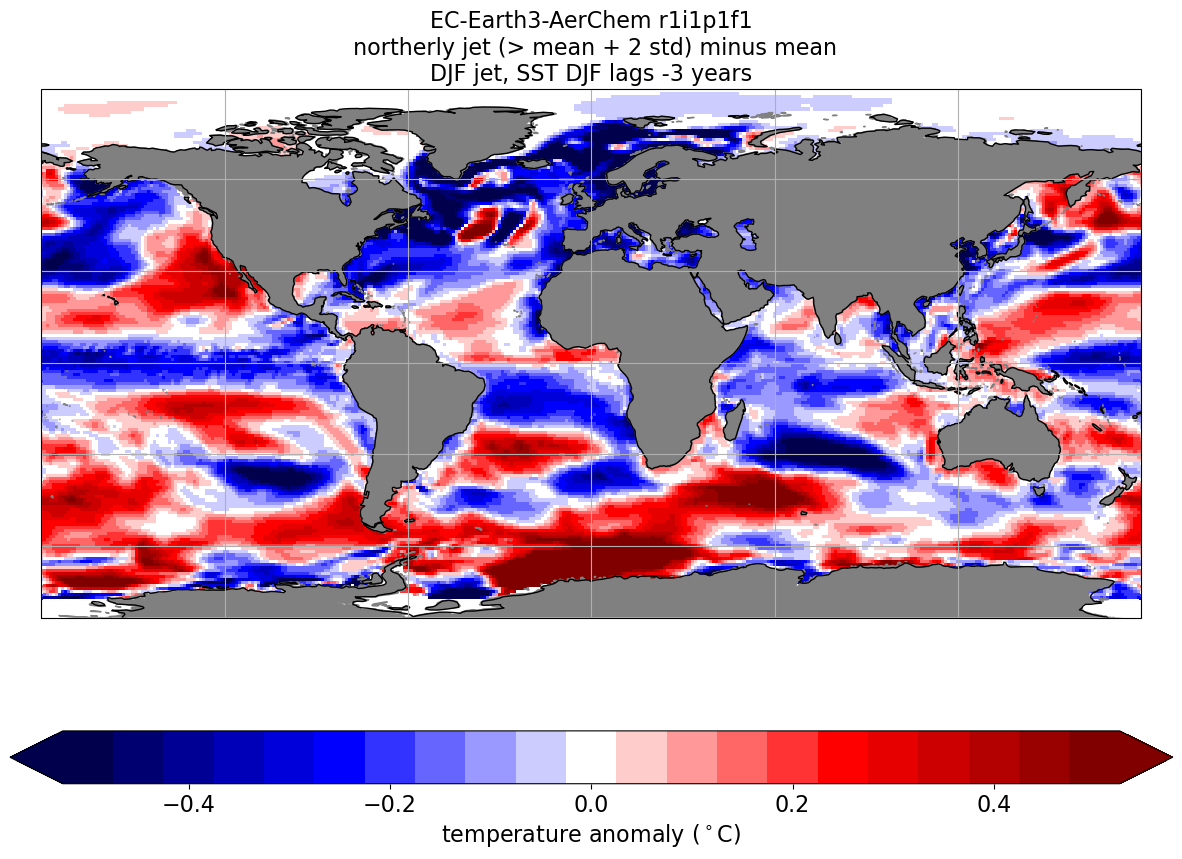 EC-Earth3-AerChem r1i1p1f1
northerly jet (> mean + 2 std) minus mean
DJF jet, SST DJF lags -3 years
−0.4 −0.2 0.0 0.2 0.4
temperature anomaly (°C)